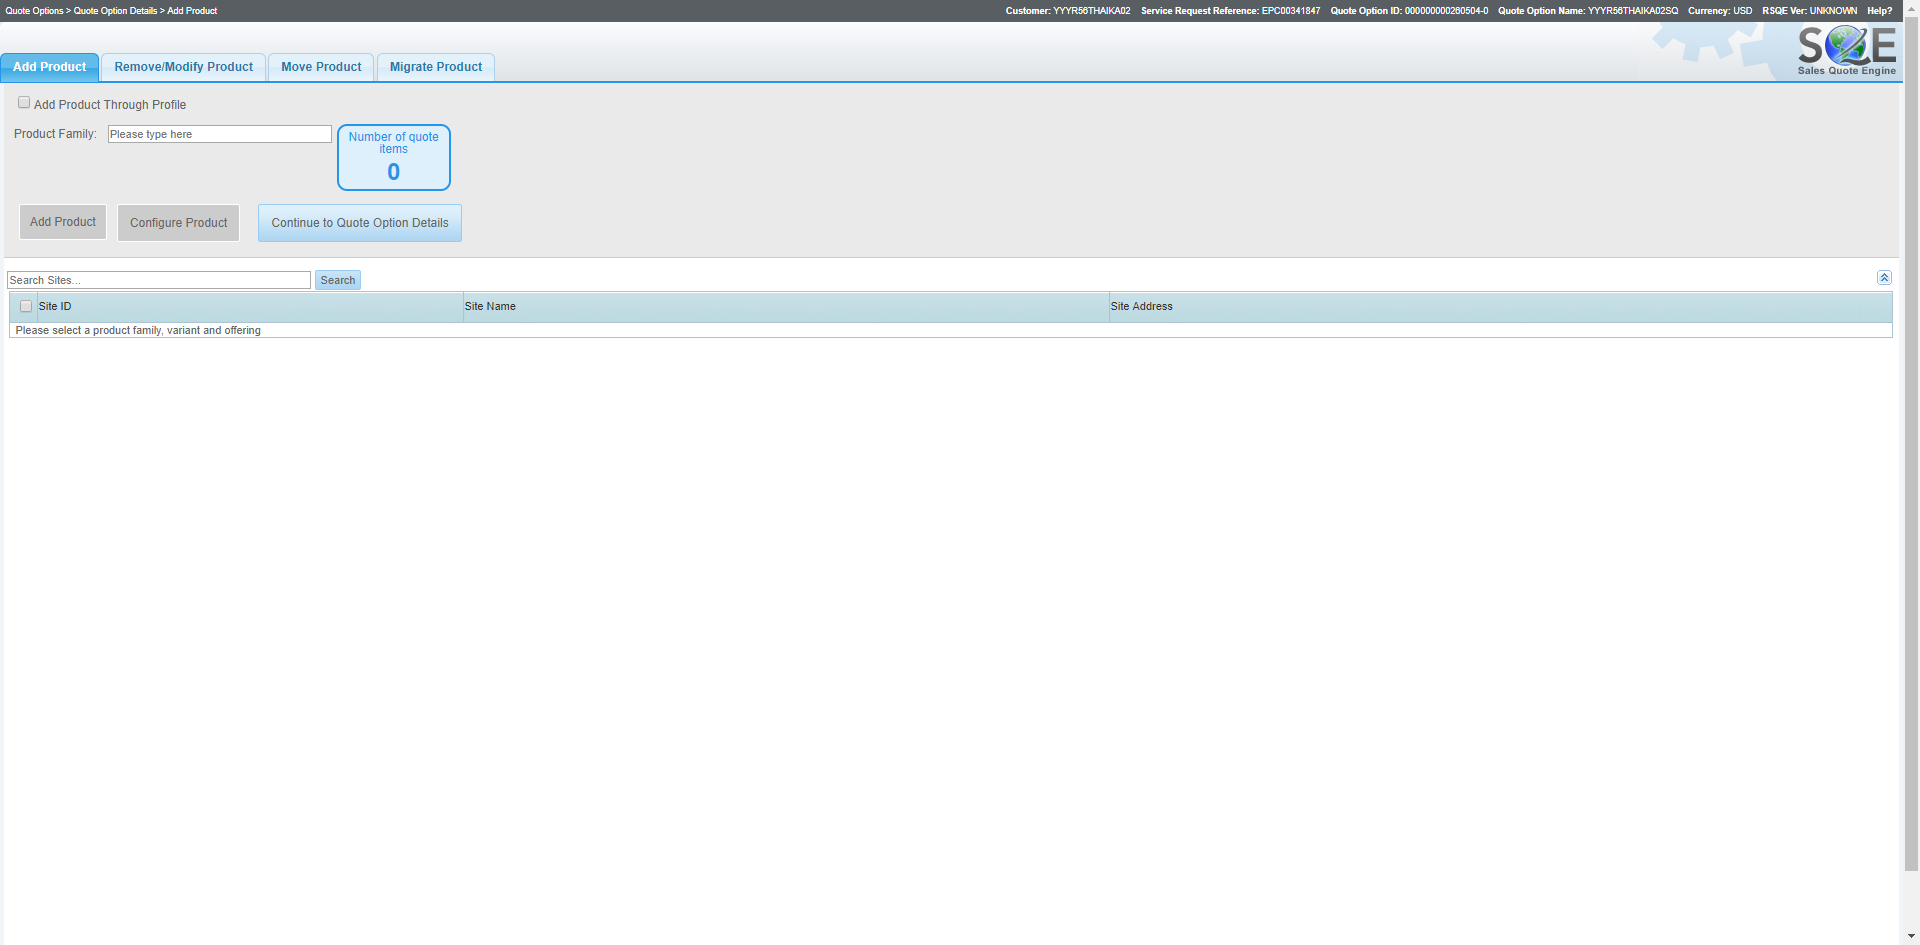 Quote Options > Quote Option Details > Add Product
Customer: YYYR56THAIKA02 Service Request Reference: EPC00341847 Quote Option ID: 000000000260504-0 Quote Option Name: YYYR56THAIKA02SQ Currency: USD RSQE Ver: UNKNOWN Help?
SQE
Sales Quote Engine
Add Product Remove/Modify Product Move Product Migrate Product
Add Product Through Profile
Product Family: Please type here
Number of quote
items
0
Add Product Configure Product Continue to Quote Option Details
Search Sites... Search
Site ID Site Name Site Address
Please select a product family, variant and offering